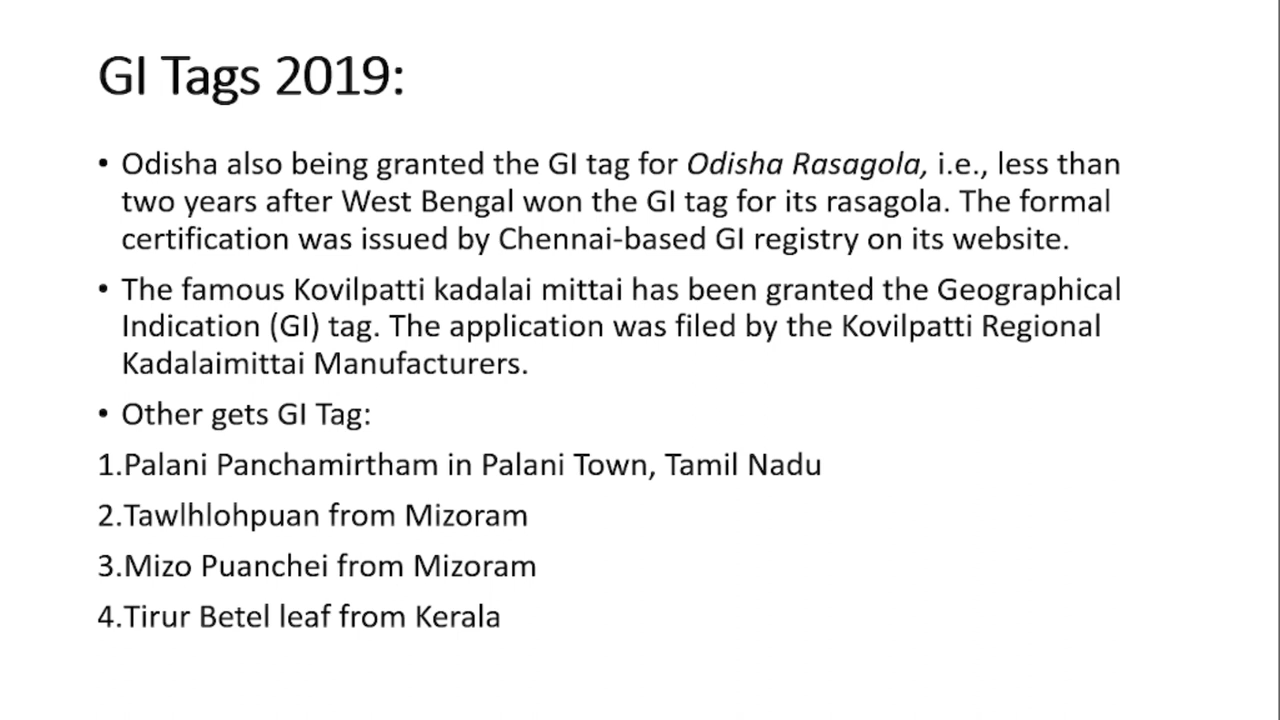 GI Tags 2019:
• Odisha also being granted the GI tag for Odisha Rasagola, i.e., less than
two years after West Bengal won the GI tag for its rasagola. The formal
certification was issued by Chennai-based GI registry on its website.
• The famous Kovilpatti kadalai mittai has been granted the Geographical
Indication (GI) tag. The application was filed by the Kovilpatti Regional
Kadalaimittai Manufacturers.
• Other gets GI Tag:
1.Palani Panchamirtham in Palani Town, Tamil Nadu
2.Tawlhlohpuan from Mizoram
3.Mizo Puanchei from Mizoram
4.Tirur Betel leaf from Kerala